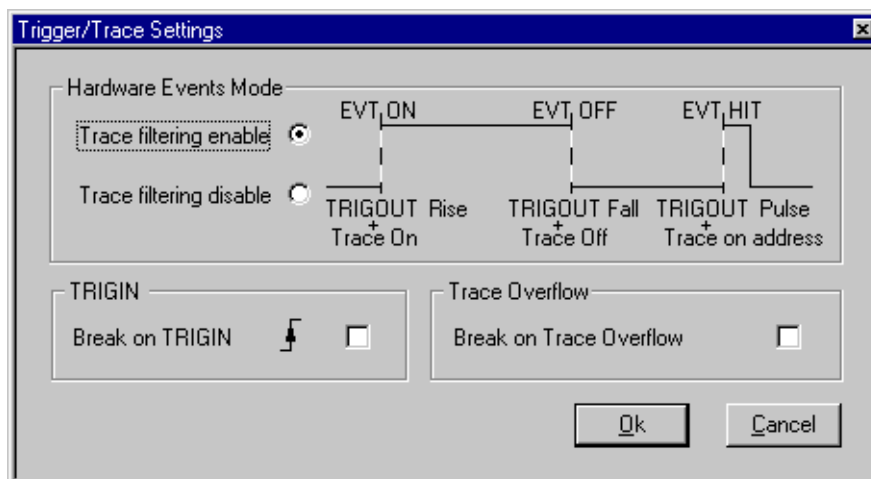 Trigger/Trace Settings
Hardware Events Mode
EVT ON EVT OFF EVT HIT
Trace filtering enable
Trace filtering disable
TRIGOUT Rise TRIGOUT Fall TRIGOUT Pulse
+ + +
Trace On Trace Off Trace on address
TRIGIN
Break on TRIGIN
Trace Overflow
Break on Trace Overflow
Ok Cancel